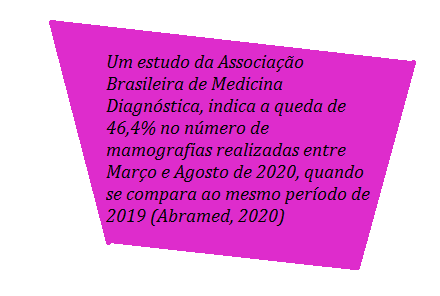 Um estudo da Associação
Brasileira de Medicina
Diagnóstica, indica a queda de
46,4% no número de
mamografias realizadas entre
Março e Agosto de 2020, quando
se compara ao mesmo período de
2019 (Abramed, 2020)